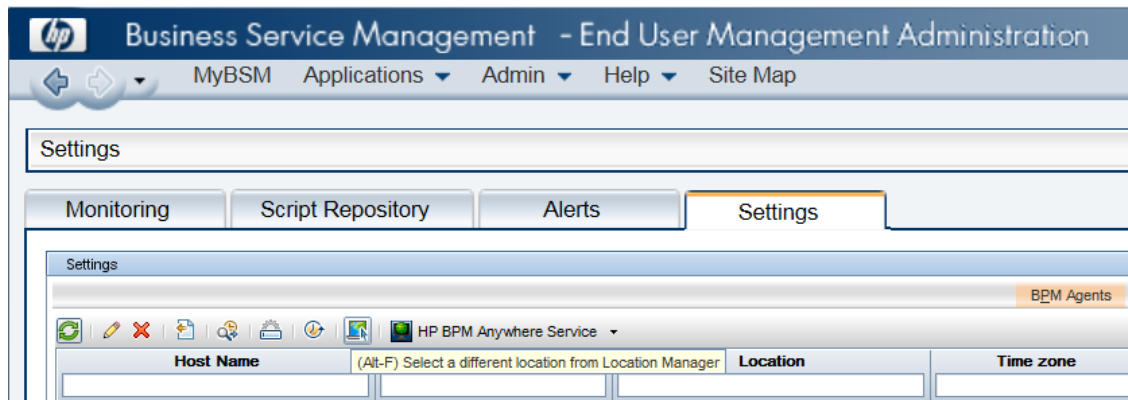 hp Business Service Management - End User Management Administration
MyBSM Applications Admin Help Site Map
Settings
Monitoring Script Repository Alerts Settings
Settings
BPM Agents
HP BPM Anywhere Service
Host Name (Alt-F) Select a different location from Location Manager Location Time zone